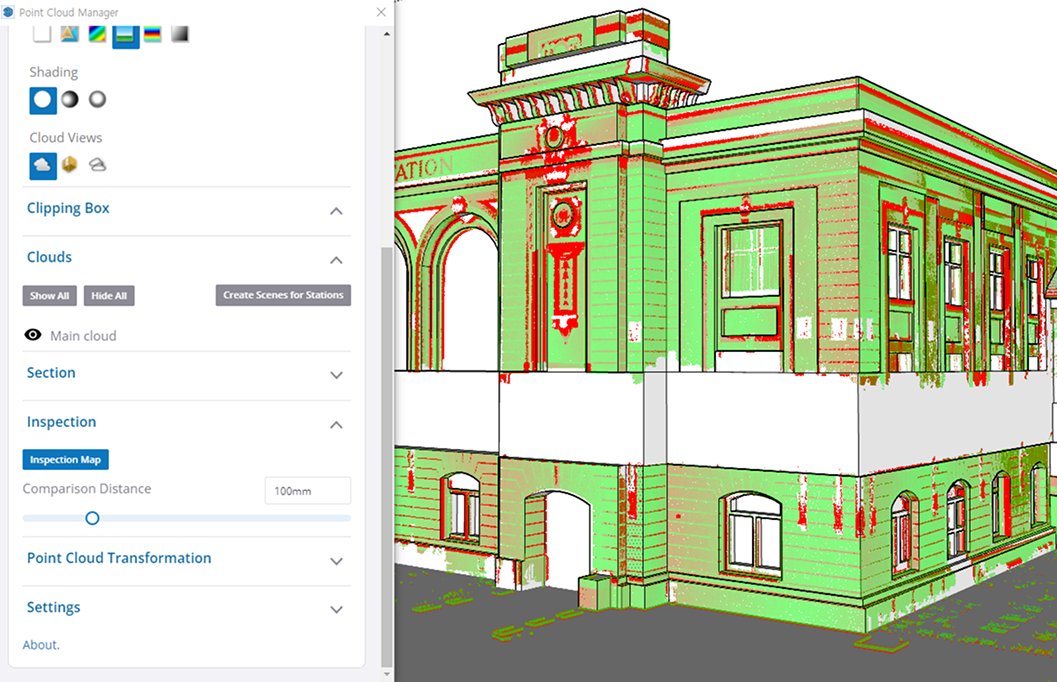 Point Cloud Manager
Shading
Cloud Views
Clipping Box
Clouds
Show All
Hide All
Create Scenes for Stations
Main cloud
Section
Inspection
Inspection Map
Comparison Distance
100mm
Point Cloud Transformation
Settings
About.
ATION